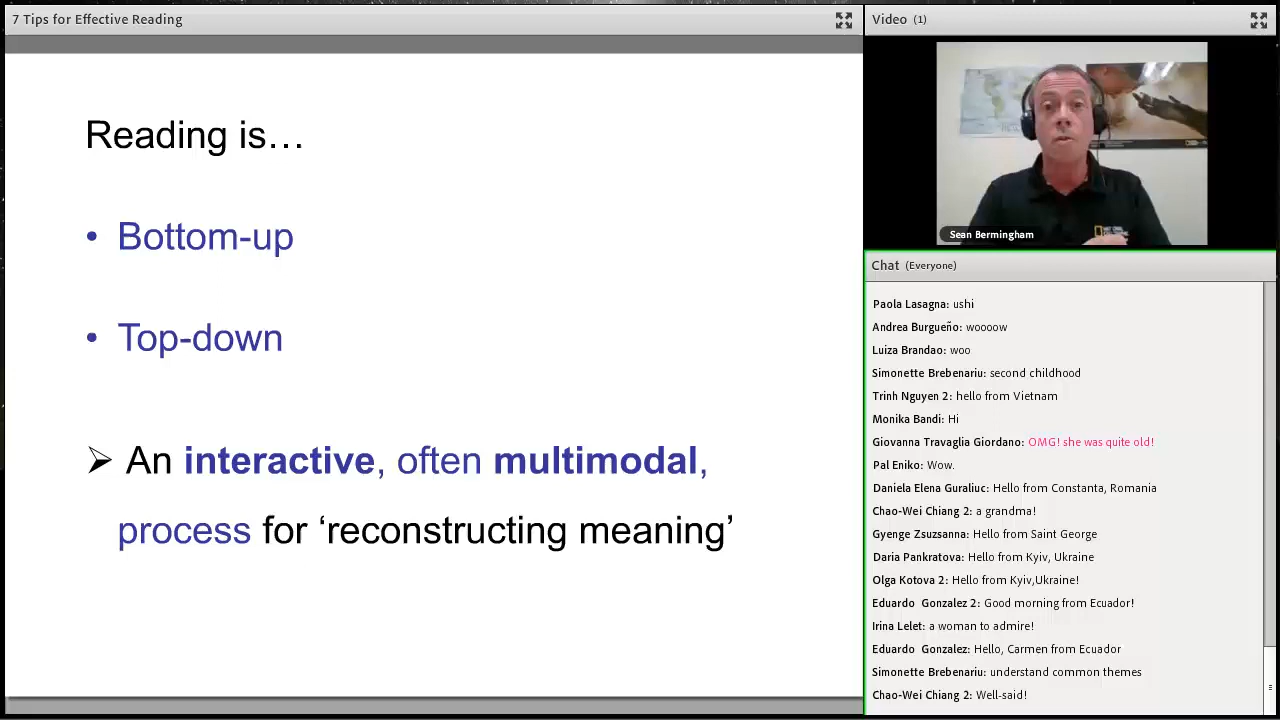 7 Tips for Effective Reading
Reading is…
• Bottom-up
• Top-down
➢ An interactive, often multimodal,
process for ‘reconstructing meaning’
Video (1)
Sean Bermingham
Chat (Everyone)
Paola Lasagna: ushi
Andrea Burgueño: woooow
Luiza Brandao: woo
Simonette Brebenariu: second childhood
Trinh Nguyen 2: hello from Vietnam
Monika Bandi: Hi
Giovanna Travaglia Giordano: OMG! she was quite old!
Pal Eniko: Wow.
Daniela Elena Guraliuc: Hello from Constanta, Romania
Chao-Wei Chiang 2: a grandma!
Gyenge Zsuzsanna: Hello from Saint George
Daria Pankratova: Hello from Kyiv, Ukraine
Olga Kotova 2: Hello from Kyiv,Ukraine!
Eduardo  Gonzalez 2: Good morning from Ecuador!
Irina Lelet: a woman to admire!
Eduardo  Gonzalez: Hello, Carmen from Ecuador
Simonette Brebenariu: understand common themes
Chao-Wei Chiang 2: Well-said!